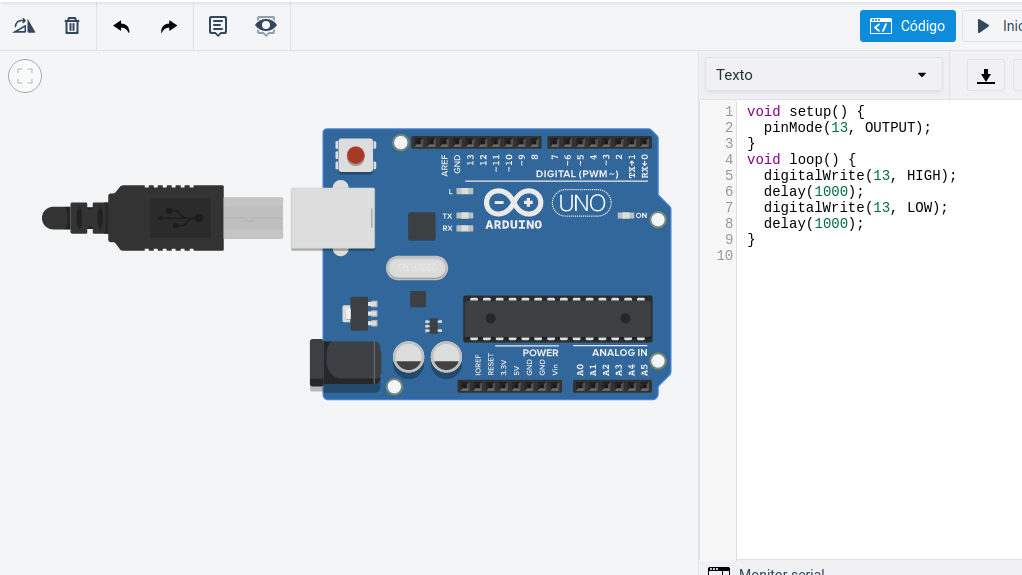 Código
Inic
Texto
1 void setup() {
2 pinMode(13, OUTPUT);
3 }
4 void loop() {
5 digitalWrite(13, HIGH);
6 delay(1000);
7 digitalWrite(13, LOW);
8 delay(1000);
9 }
10
AREF
GND
13
12
~11
~10
~9
8
7
~6
~5
4
~3
2
TX→1
RX←0
DIGITAL (PWM~)
L
TX
RX
ARDUINO
UNO
ON
POWER
ANALOG IN
IOREF
RESET
3.3V
5V
GND
GND
Vin
A0
A1
A2
A3
A4
A5
Monitor serial